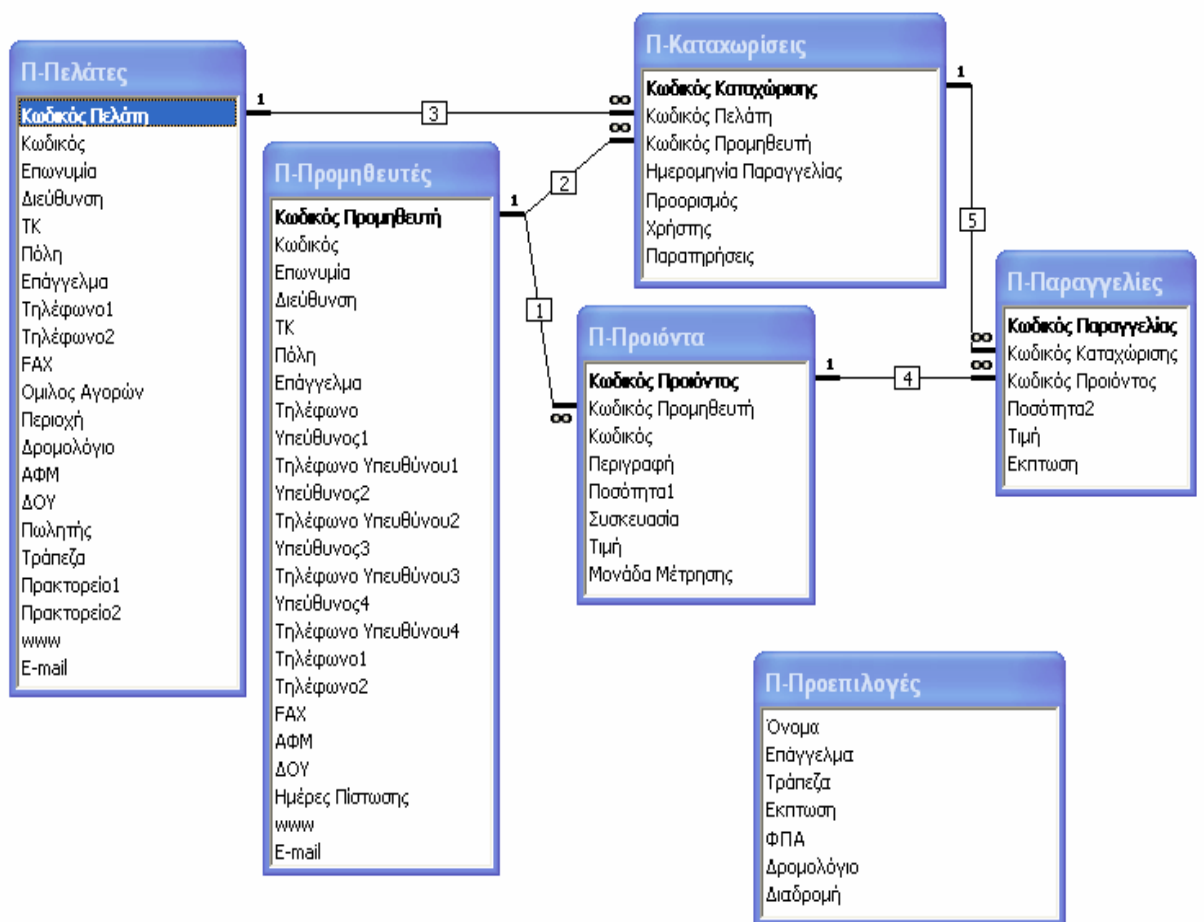 Π-Πελάτες
Κωδικός Πελάτη
Κωδικός
Επωνυμία
Διεύθυνση
ΤΚ
Πόλη
Επάγγελμα
Τηλέφωνο1
Τηλέφωνο2
FAX
Ομιλος Αγορών
Περιοχή
Δρομολόγιο
ΑΦΜ
ΔΟΥ
Πωλητής
Τράπεζα
Πρακτορείο1
Πρακτορείο2
www
E-mail
Π-Προμηθευτές
Κωδικός Προμηθευτή
Κωδικός
Επωνυμία
Διεύθυνση
ΤΚ
Πόλη
Επάγγελμα
Τηλέφωνο
Υπεύθυνος1
Τηλέφωνο Υπευθύνου1
Υπεύθυνος2
Τηλέφωνο Υπευθύνου2
Υπεύθυνος3
Τηλέφωνο Υπευθύνου3
Υπεύθυνος4
Τηλέφωνο Υπευθύνου4
Τηλέφωνο1
Τηλέφωνο2
FAX
ΑΦΜ
ΔΟΥ
Ημέρες Πίστωσης
www
E-mail
Π-Καταχωρίσεις
Κωδικός Καταχώρισης
Κωδικός Πελάτη
Κωδικός Προμηθευτή
Ημερομηνία Παραγγελίας
Προορισμός
Χρήστης
Παρατηρήσεις
Π-Προιόντα
Κωδικός Προιόντος
Κωδικός Προμηθευτή
Κωδικός
Περιγραφή
Ποσότητα1
Συσκευασία
Τιμή
Μονάδα Μέτρησης
Π-Παραγγελίες
Κωδικός Παραγγελίας
Κωδικός Καταχώρισης
Κωδικός Προιόντος
Ποσότητα2
Τιμή
Εκπτωση
Π-Προεπιλογές
Όνομα
Επάγγελμα
Τράπεζα
Εκπτωση
ΦΠΑ
Δρομολόγιο
Διαδρομή
1
3
∞
1
2
∞
1
∞
1
4
∞
1
5
∞